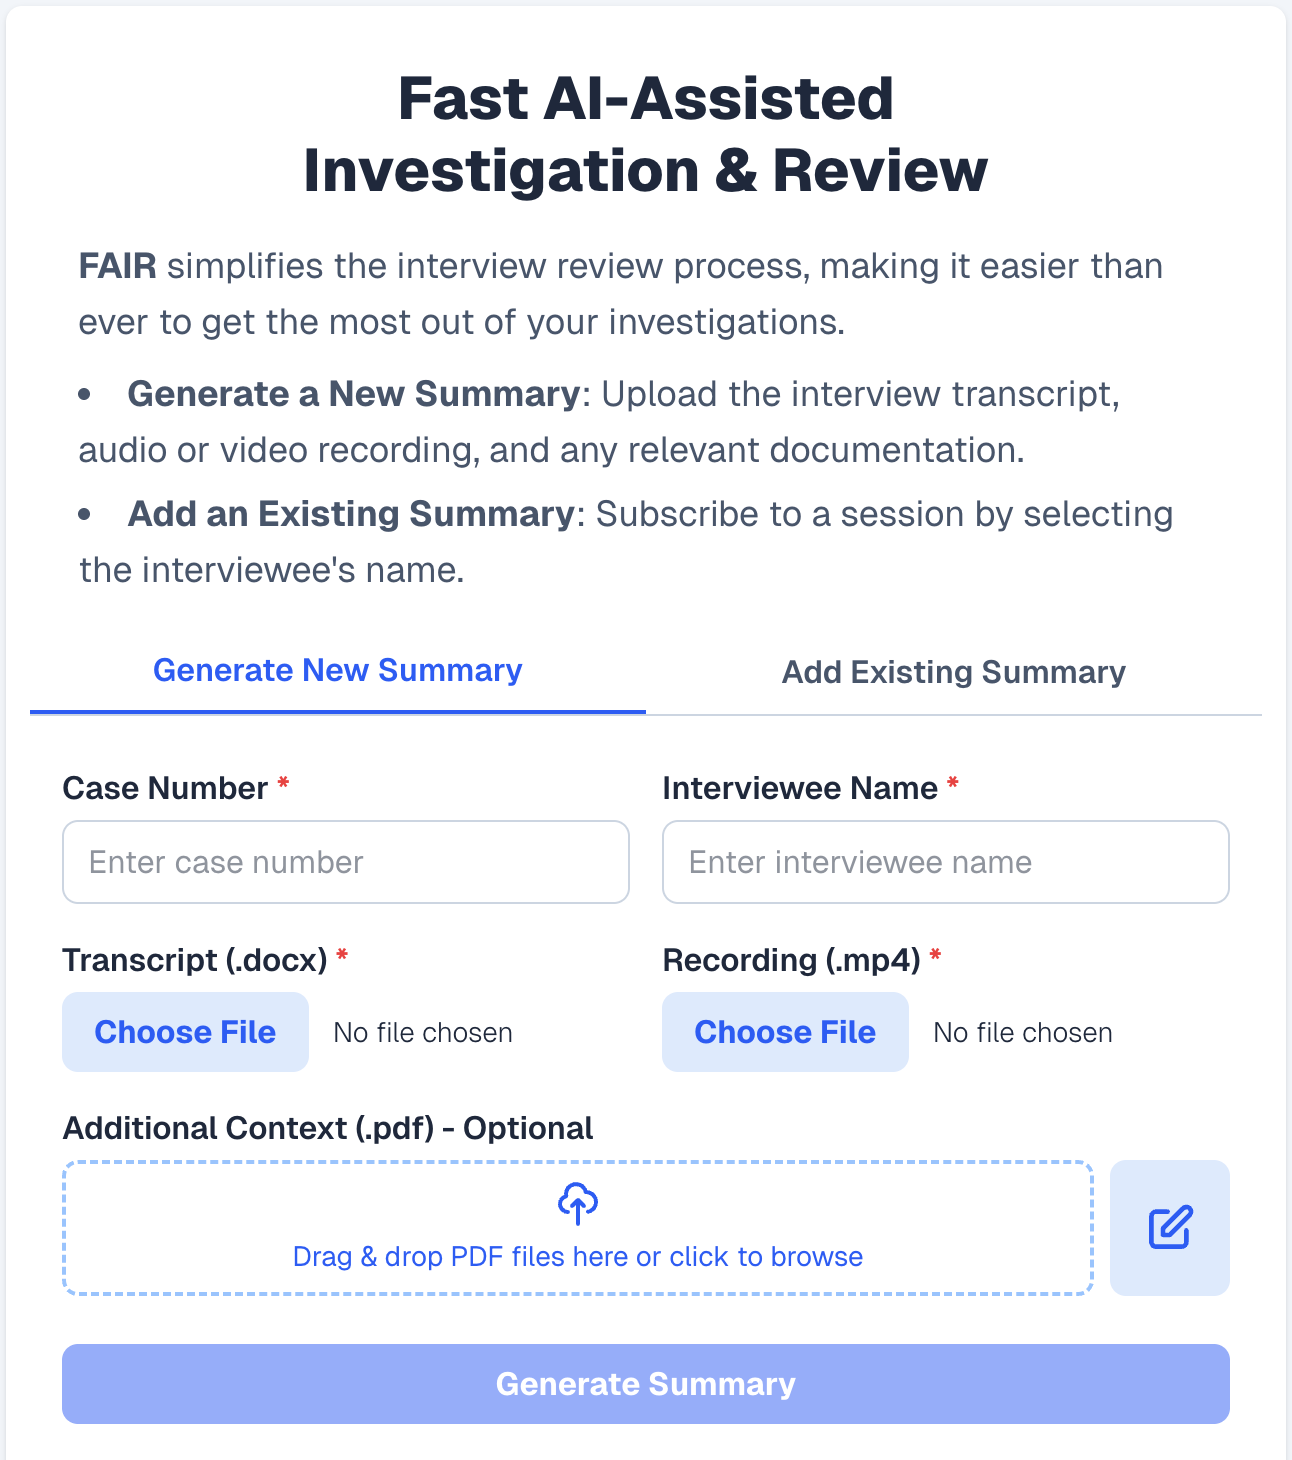 Fast AI-Assisted
Investigation & Review
FAIR simplifies the interview review process, making it easier than
ever to get the most out of your investigations.
• Generate a New Summary: Upload the interview transcript,
audio or video recording, and any relevant documentation.
• Add an Existing Summary: Subscribe to a session by selecting
the interviewee's name.
Generate New Summary
Add Existing Summary
Case Number *
Interviewee Name *
Enter case number
Enter interviewee name
Transcript (.docx) *
Recording (.mp4) *
Choose File No file chosen
Choose File No file chosen
Additional Context (.pdf) - Optional
Drag & drop PDF files here or click to browse
Generate Summary